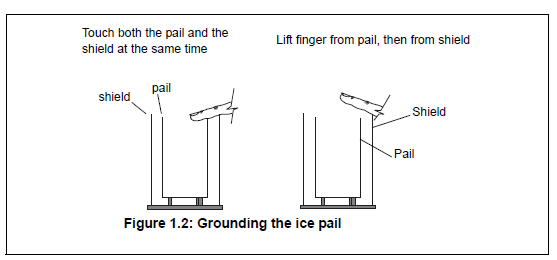 Touch both the pail and the
shield at the same time
Lift finger from pail, then from shield
pail
shield
Shield
Pail
Figure 1.2: Grounding the ice pail